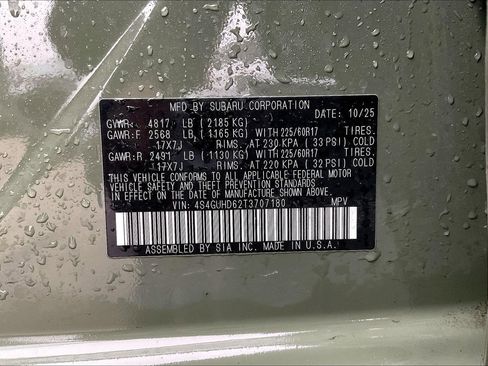 MFD BY SUBARU CORPORATION DATE: 10/25
GVWR: 4817 LB (2185 KG)
GAWR:F 2568 LB (1165 KG) WITH 225/60R17 TIRES.
17X7J RIMS. AT 230 KPA (33 PSI) COLD
GAWR:R 2491 LB (1130 KG) WITH 225/60R17 TIRES.
17X7J RIMS. AT 220 KPA (32 PSI) COLD
THIS VEHICLE CONFORMS TO ALL APPLICABLE
FEDERAL MOTOR VEHICLE SAFETY, BUMPER,
AND THEFT PREVENTION STANDARDS
IN EFFECT ON THE DATE OF
MANUFACTURE SHOWN ABOVE.
VIN: 4S4GUHD62T3707180 MPV
ASSEMBLED BY SIA INC. MADE IN U.S.A.